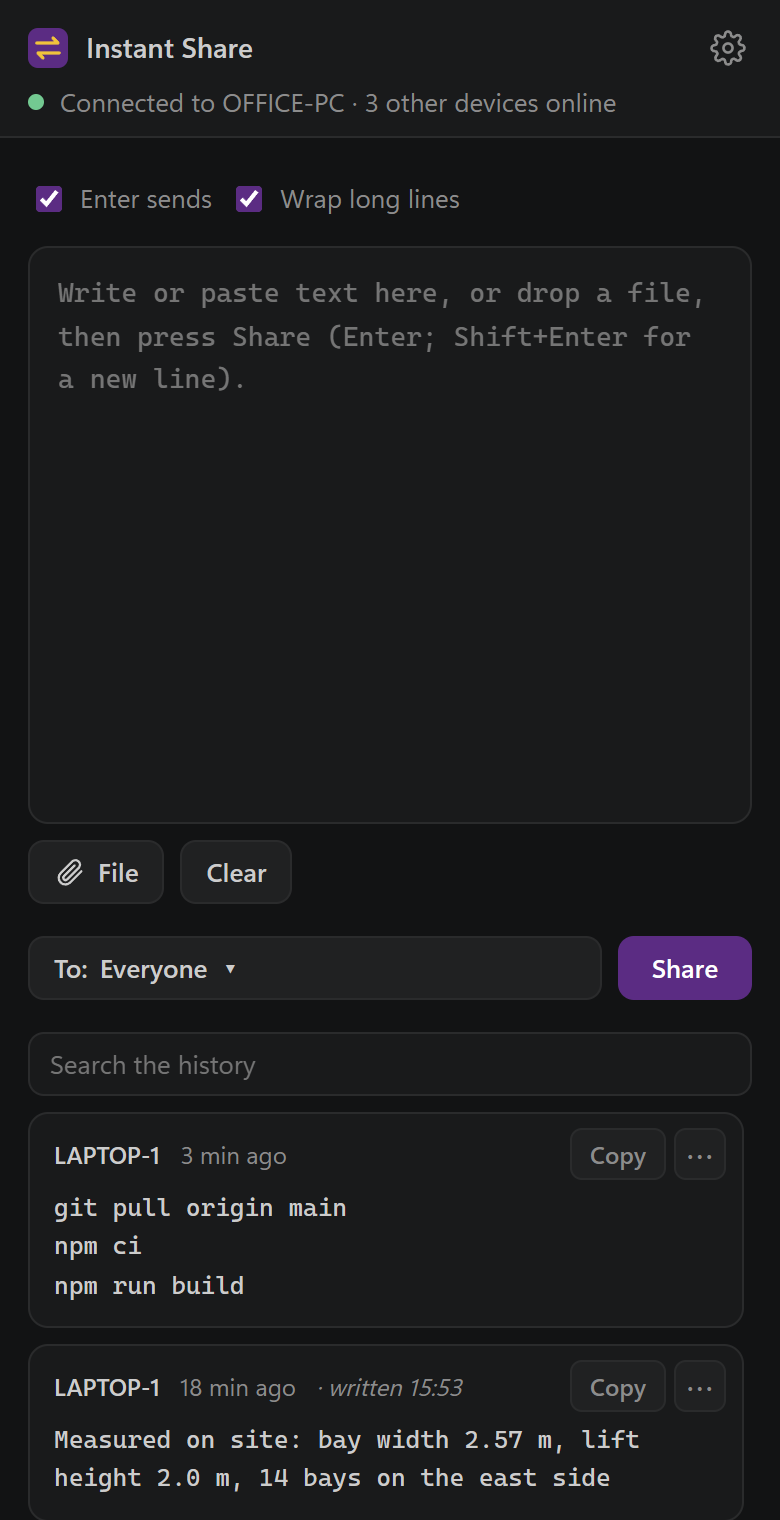 Instant Share
Connected to OFFICE-PC · 3 other devices online
Enter sends
Wrap long lines
Write or paste text here, or drop a file,
then press Share (Enter; Shift+Enter for
a new line).
File
Clear
To: Everyone ▾
Share
Search the history
LAPTOP-1 3 min ago
Copy ···
git pull origin main
npm ci
npm run build
LAPTOP-1 18 min ago · written 15:53
Copy ···
Measured on site: bay width 2.57 m, lift
height 2.0 m, 14 bays on the east side